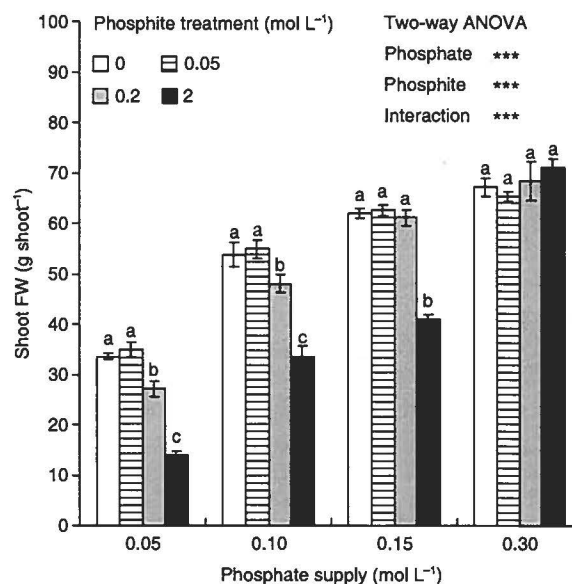 Phosphite treatment (mol L⁻¹)
0 0.05
0.2 2
Two-way ANOVA
Phosphate ***
Phosphite ***
Interaction ***
Shoot FW (g shoot⁻¹)
100
90
80
70
60
50
40
30
20
10
0
a a b c
a a b c
a a a b
a a a a
0.05 0.10 0.15 0.30
Phosphate supply (mol L⁻¹)